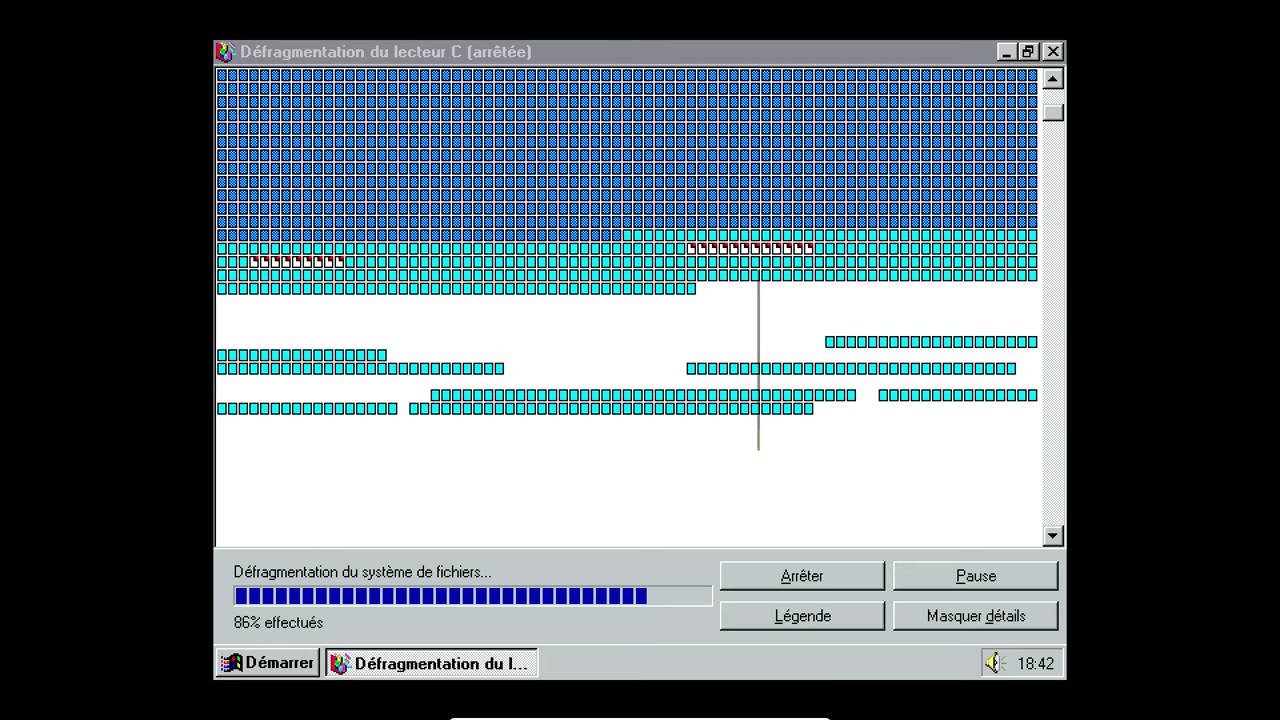 Défragmentation du lecteur C (arrêtée)
Défragmentation du système de fichiers...
86% effectués
Arrêter
Pause
Légende
Masquer détails
Démarrer
Défragmentation du l...
18:42